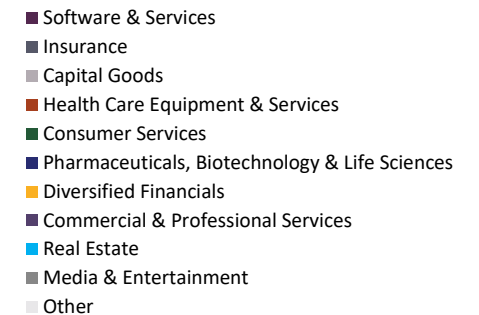 Software & Services
Insurance
Capital Goods
Health Care Equipment & Services
Consumer Services
Pharmaceuticals, Biotechnology & Life Sciences
Diversified Financials
Commercial & Professional Services
Real Estate
Media & Entertainment
Other